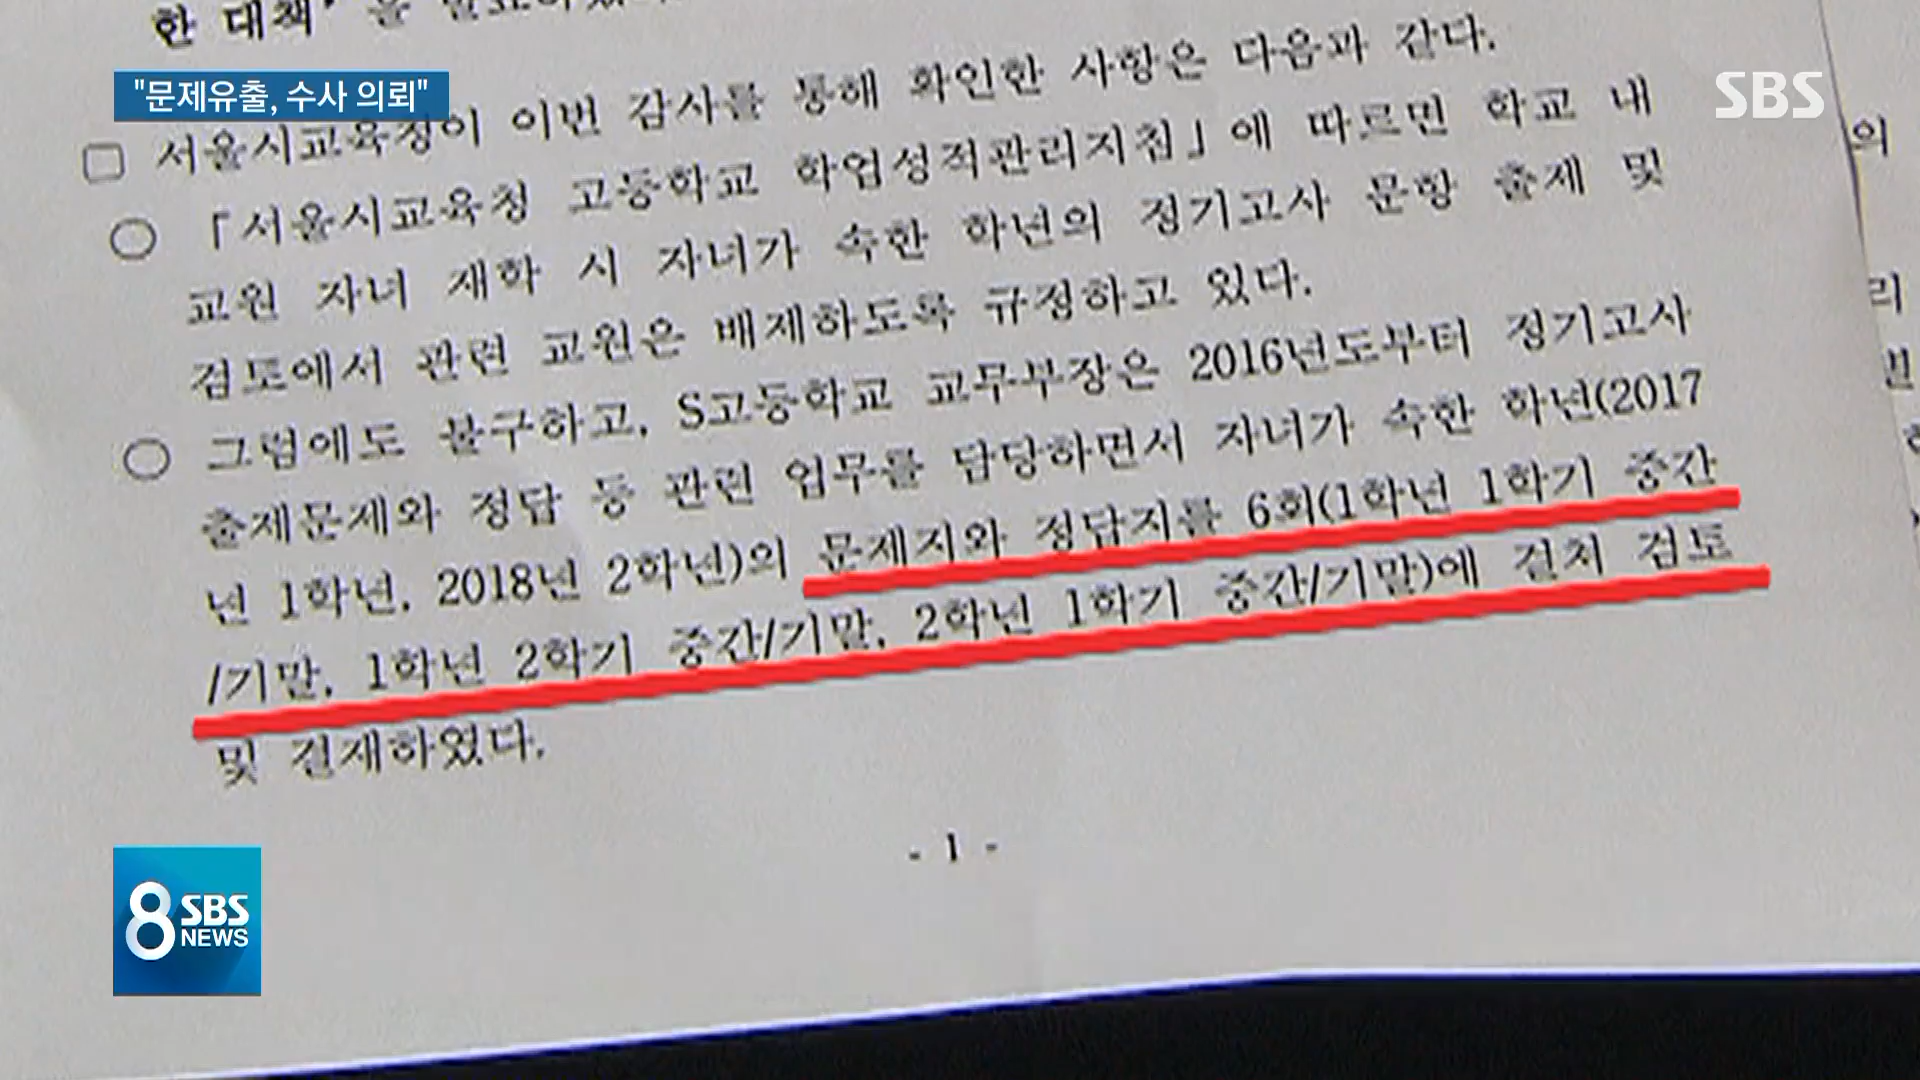 한 대책' 을
"문제유출, 수사 의뢰"
SBS
□ 서울시교육청이 이번 감사를 통해 확인한 사항은 다음과 같다.
○ 「서울시교육청 고등학교 학업성적관리지침」에 따르면 학교 내
교원 자녀 재학 시 자녀가 속한 학년의 정기고사 문항 출제 및
검토에서 관련 교원은 배제하도록 규정하고 있다.
○ 그럼에도 불구하고, S고등학교 교무부장은 2016년도부터 정기고사
출제문제와 정답 등 관련 업무를 담당하면서 자녀가 속한 학년(2017
년 1학년, 2018년 2학년)의 문제지와 정답지를 6회(1학년 1학기 중간
/기말, 1학년 2학기 중간/기말, 2학년 1학기 중간/기말)에 걸쳐 검토
및 결재하였다.
- 1 -
의
리
8 SBS
NEWS